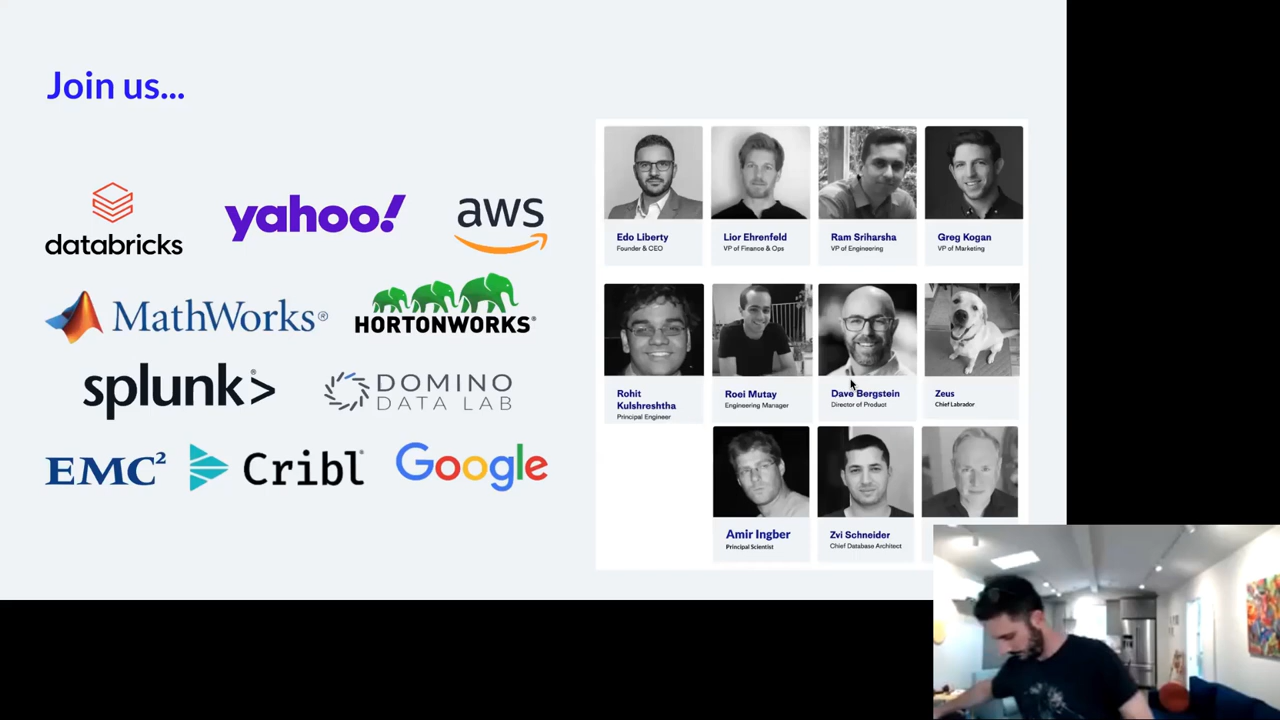 Join us...
databricks
yahoo!
aws
MathWorks®
HORTONWORKS®
splunk>®
DOMINO
DATA LAB
EMC²
Cribl
Google
Edo Liberty
Founder & CEO
Lior Ehrenfeld
VP of Finance & Ops
Ram Sriharsha
VP of Engineering
Greg Kogan
VP of Marketing
Rohit
Kulshreshtha
Principal Engineer
Roei Mutay
Engineering Manager
Dave Bergstein
Director of Product
Zeus
Chief Labrador
Amir Ingber
Principal Scientist
Zvi Schneider
Chief Database Architect